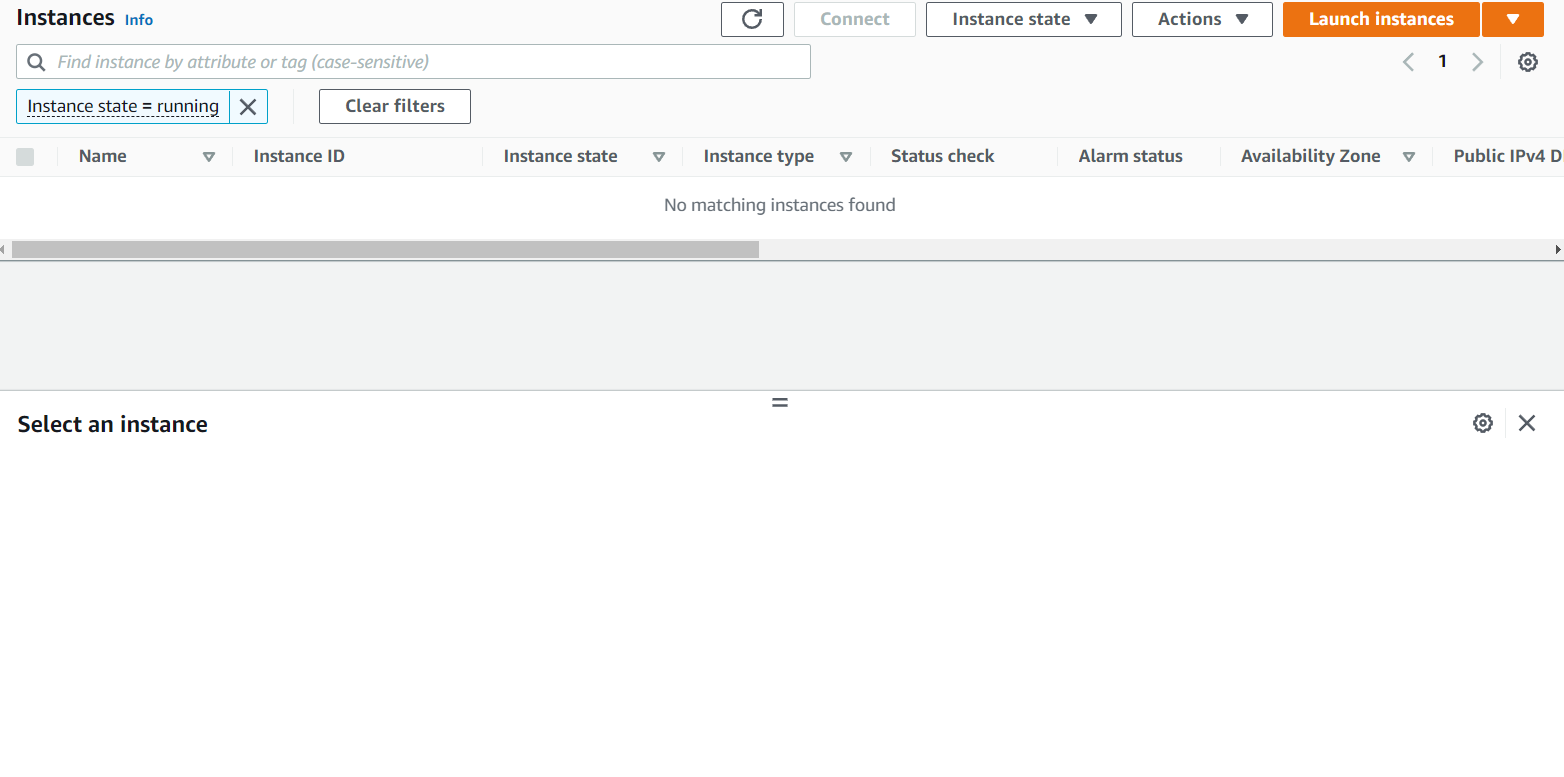 Instances Info
Connect
Instance state
Actions
Launch instances
Find instance by attribute or tag (case-sensitive)
1
Instance state = running
Clear filters
Name Instance ID Instance state Instance type Status check Alarm status Availability Zone Public IPv4 D
No matching instances found
Select an instance